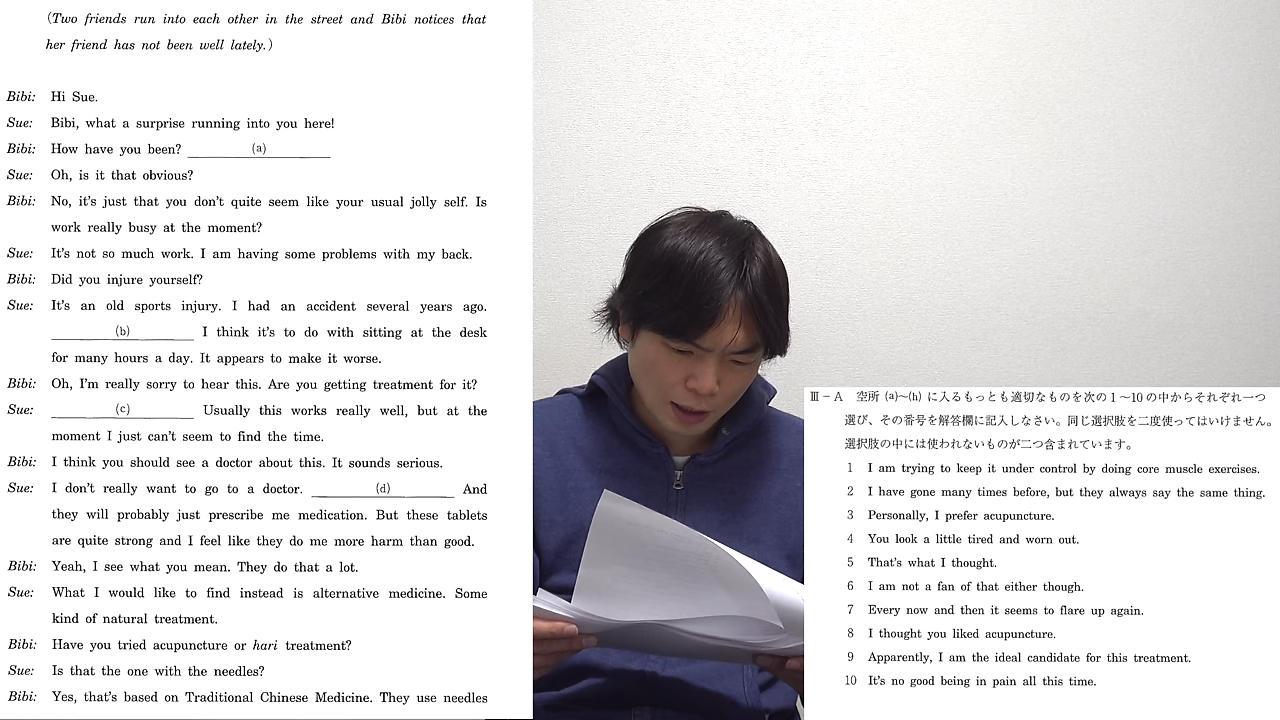 (Two friends run into each other in the street and Bibi notices that
her friend has not been well lately.)
Bibi: Hi Sue.
Sue: Bibi, what a surprise running into you here!
Bibi: How have you been? (a)
Sue: Oh, is it that obvious?
Bibi: No, it's just that you don't quite seem like your usual jolly self. Is
work really busy at the moment?
Sue: It's not so much work. I am having some problems with my back.
Bibi: Did you injure yourself?
Sue: It's an old sports injury. I had an accident several years ago.
(b) I think it's to do with sitting at the desk
for many hours a day. It appears to make it worse.
Bibi: Oh, I'm really sorry to hear this. Are you getting treatment for it?
Sue: (c) Usually this works really well, but at the
moment I just can't seem to find the time.
Bibi: I think you should see a doctor about this. It sounds serious.
Sue: I don't really want to go to a doctor. (d) And
they will probably just prescribe me medication. But these tablets
are quite strong and I feel like they do me more harm than good.
Bibi: Yeah, I see what you mean. They do that a lot.
Sue: What I would like to find instead is alternative medicine. Some
kind of natural treatment.
Bibi: Have you tried acupuncture or hari treatment?
Sue: Is that the one with the needles?
Bibi: Yes, that's based on Traditional Chinese Medicine. They use needles
Ⅲ－A 空所 (a)～(h) に入るもっとも適切なものを次の1～10の中からそれぞれ一つ
選び、その番号を解答欄に記入しなさい。同じ選択肢を二度使ってはいけません。
選択肢の中には使われないものが二つ含まれています。
1 I am trying to keep it under control by doing core muscle exercises.
2 I have gone many times before, but they always say the same thing.
3 Personally, I prefer acupuncture.
4 You look a little tired and worn out.
5 That's what I thought.
6 I am not a fan of that either though.
7 Every now and then it seems to flare up again.
8 I thought you liked acupuncture.
9 Apparently, I am the ideal candidate for this treatment.
10 It's no good being in pain all this time.